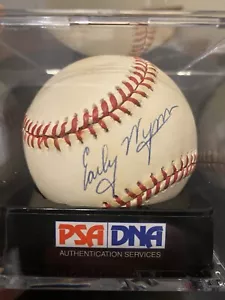 Early Wynn
PSA DNA
AUTHENTICATION SERVICES